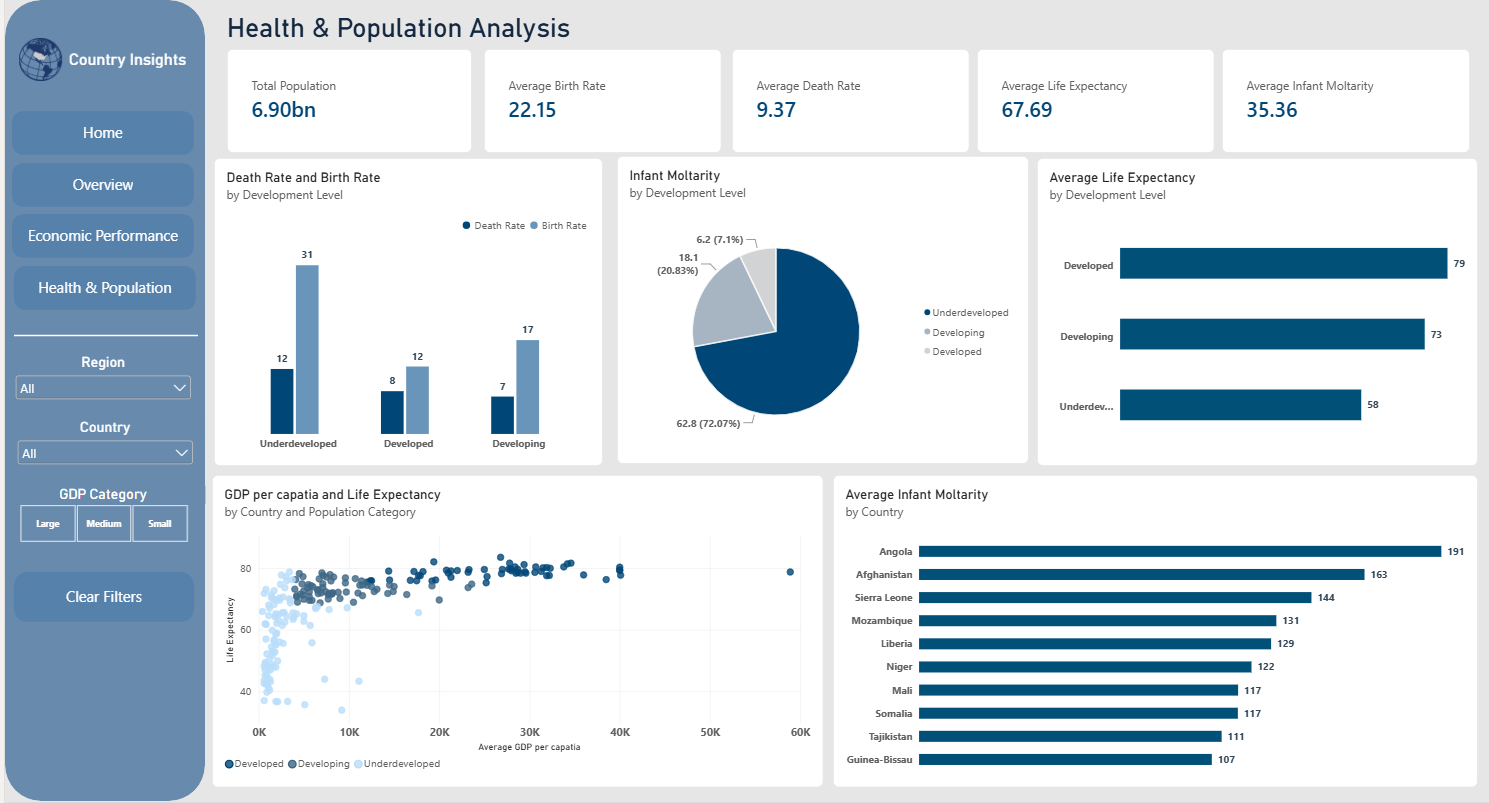 Country Insights
Home
Overview
Economic Performance
Health & Population
Region
All
Country
All
GDP Category
Large
Medium
Small
Clear Filters
Health & Population Analysis
Total Population
6.90bn
Average Birth Rate
22.15
Average Death Rate
9.37
Average Life Expectancy
67.69
Average Infant Moltarity
35.36
Death Rate and Birth Rate
by Development Level
Death Rate
Birth Rate
12
31
8
12
7
17
Underdeveloped
Developed
Developing
Infant Moltarity
by Development Level
6.2 (7.1%)
18.1
(20.83%)
62.8 (72.07%)
Underdeveloped
Developing
Developed
Average Life Expectancy
by Development Level
Developed 79
Developing 73
Underdev... 58
GDP per capatia and Life Expectancy
by Country and Population Category
Life Expectancy
80
60
40
0K 10K 20K 30K 40K 50K 60K
Average GDP per capatia
Developed Developing Underdeveloped
Average Infant Moltarity
by Country
Angola 191
Afghanistan 163
Sierra Leone 144
Mozambique 131
Liberia 129
Niger 122
Mali 117
Somalia 117
Tajikistan 111
Guinea-Bissau 107